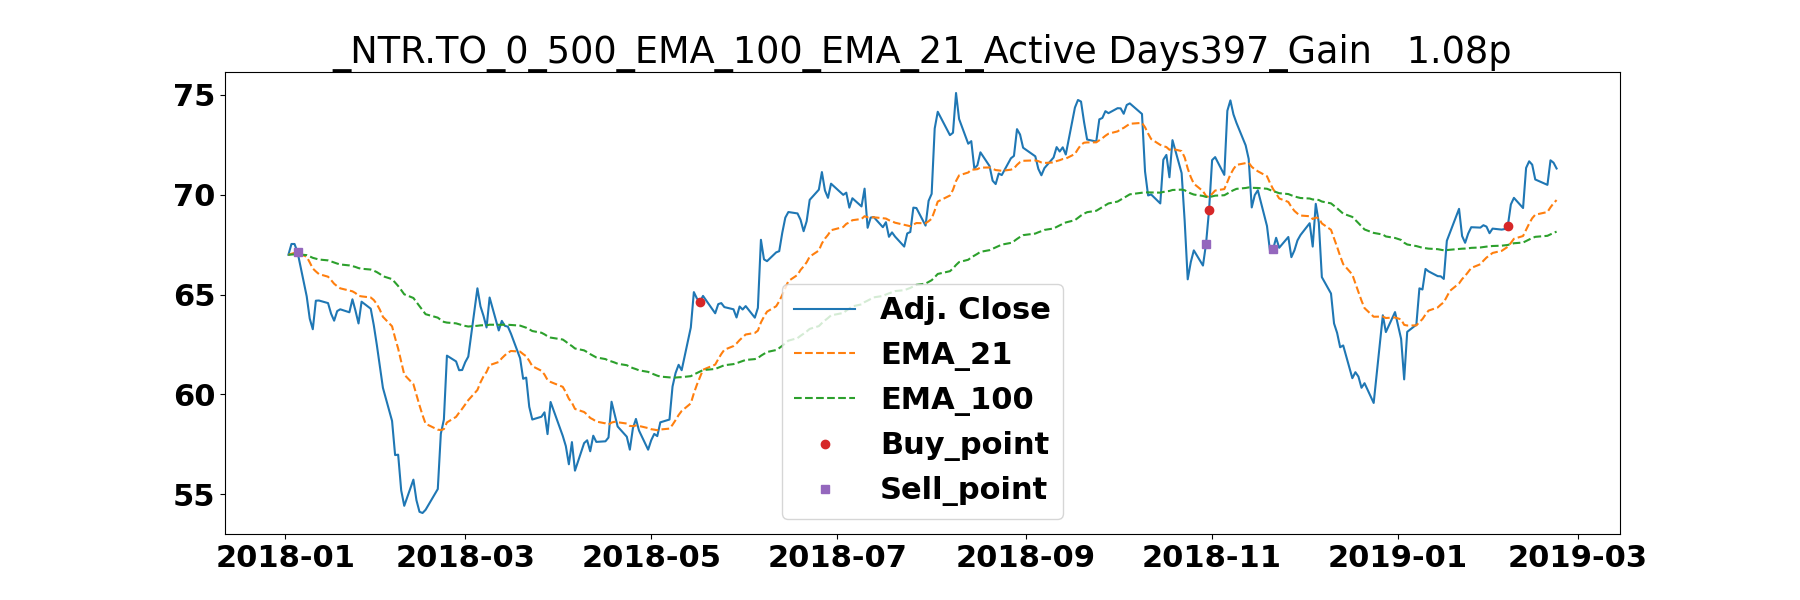 _NTR.TO_0_500_EMA_100_EMA_21_Active Days397_Gain   1.08p
75
70
65
60
55
Adj. Close
EMA_21
EMA_100
Buy_point
Sell_point
2018-01 2018-03 2018-05 2018-07 2018-09 2018-11 2019-01 2019-03